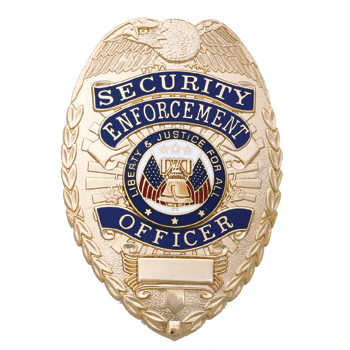 SECURITY
ENFORCEMENT
LIBERTY & JUSTICE FOR ALL
OFFICER